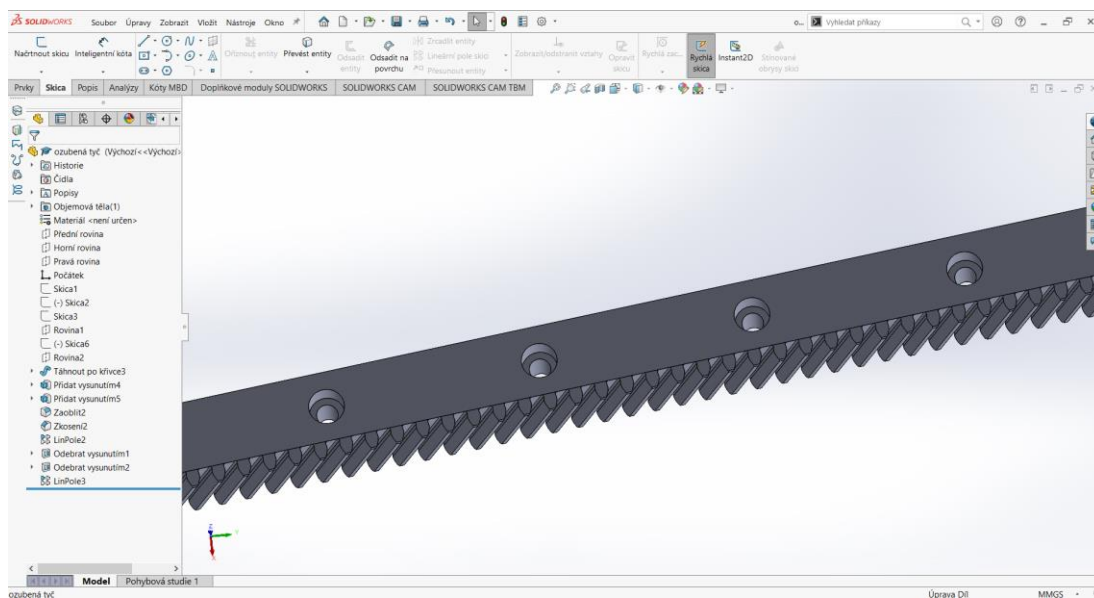 SOLIDWORKS Soubor Úpravy Zobrazit Vložit Nástroje Okno
o... Vyhledat příkazy
Načrtnout skicu
Inteligentní kóta
Oříznout entity
Převést entity
Odsadit entity
Odsadit na povrchu
Zrcadlit entity
Lineární pole skici
Přesunout entity
Zobrazit/odstranit vztahy
Opravit skicu
Rychlá zac...
Rychlá skica
Instant2D
Stínované obrysy skici
Prvky Skica Popis Analýzy Kóty MBD Doplňkové moduly SOLIDWORKS SOLIDWORKS CAM SOLIDWORKS CAM TBM
ozubená tyč (Výchozí<<Výchozí>
Historie
Čidla
Popisy
Objemová těla(1)
Materiál <není určen>
Přední rovina
Horní rovina
Pravá rovina
Počátek
Skica1
(-) Skica2
Skica3
Rovina1
(-) Skica6
Rovina2
Táhnout po křivce3
Přidat vysunutím4
Přidat vysunutím5
Zaoblit2
Zkosení2
LinPole2
Odebrat vysunutím1
Odebrat vysunutím2
LinPole3
Model Pohybová studie 1
ozubená tyč Úprava Díl MMGS